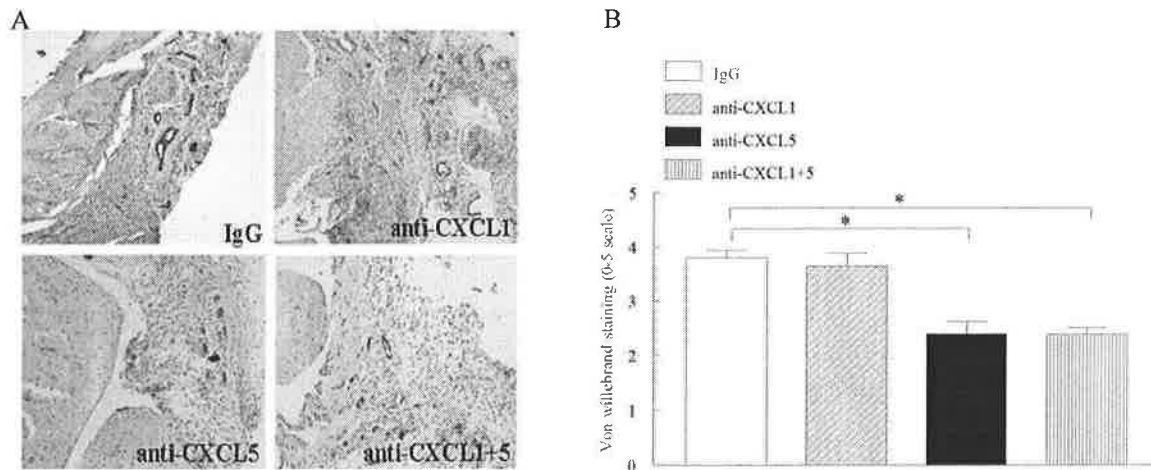 A
IgG
anti-CXCL1
anti-CXCL5
anti-CXCL1+5
B
IgG
anti-CXCL1
anti-CXCL5
anti-CXCL1+5
Von willebrand staining (0-5 scale)
5
4
3
2
1
0
*
*